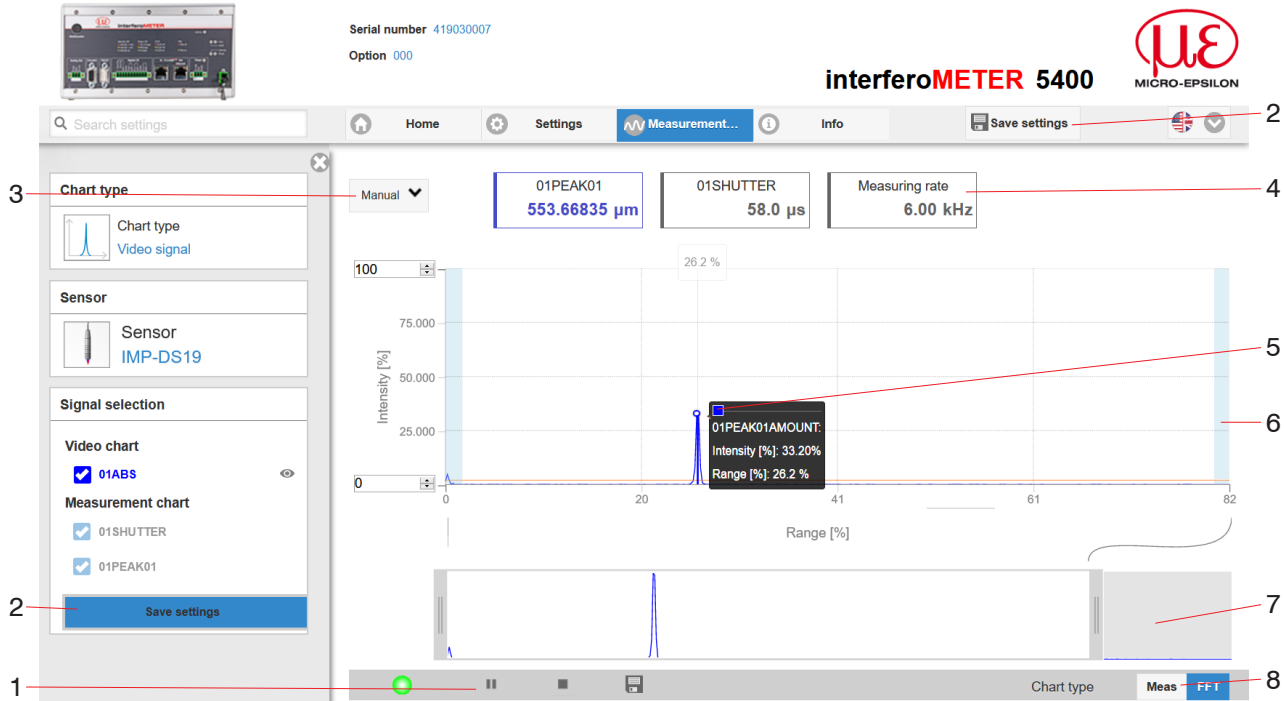 interferoMETER
Serial number 419030007
Option 000
interferoMETER 5400
με
MICRO-EPSILON
Search settings
Home
Settings
Measurement...
Info
Save settings
2
3
Chart type
Chart type
Video signal
Sensor
Sensor
IMP-DS19
Signal selection
Video chart
01ABS
Measurement chart
01SHUTTER
01PEAK01
2
Save settings
Manual
01PEAK01
553.66835 µm
01SHUTTER
58.0 µs
Measuring rate
6.00 kHz
4
26.2 %
100
75.000
50.000
25.000
0
Intensity [%]
5
01PEAK01AMOUNT:
Intensity [%]: 33.20%
Range [%]: 26.2 %
6
0
20
41
61
82
Range [%]
7
1
Chart type
Meas
FFT
8